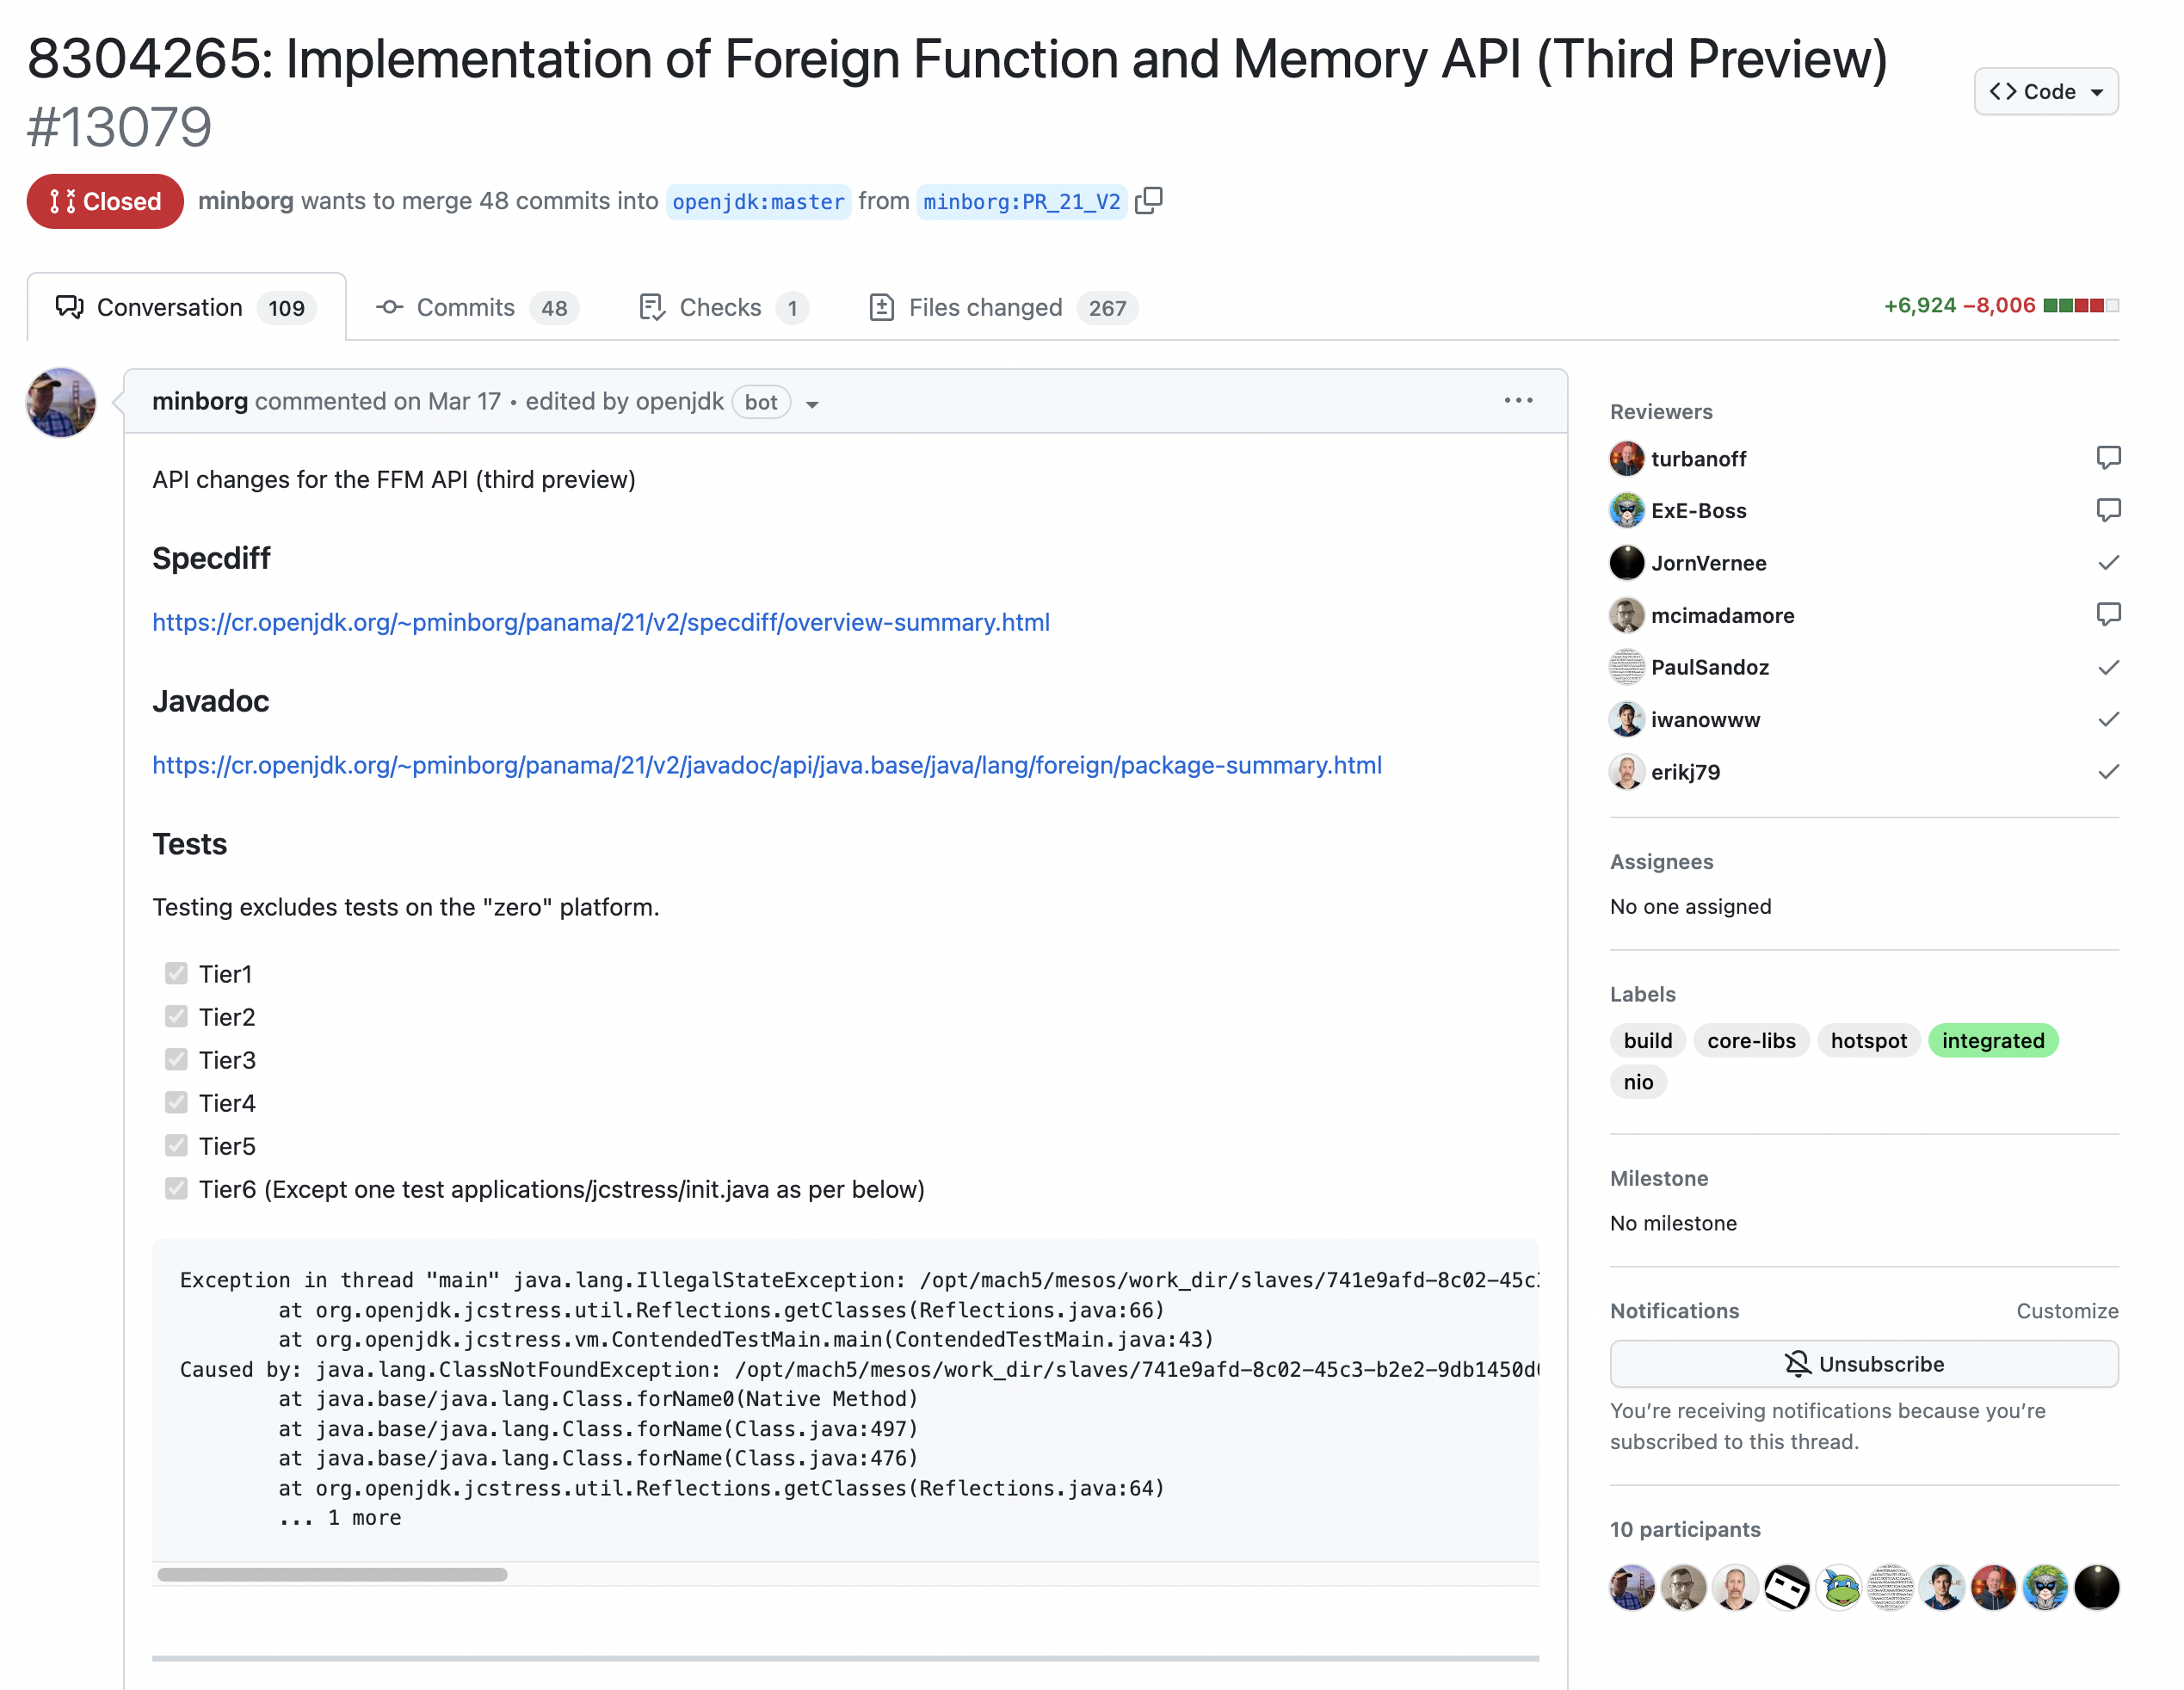 8304265: Implementation of Foreign Function and Memory API (Third Preview)
#13079
Code
Closed
minborg wants to merge 48 commits into openjdk:master from minborg:PR_21_V2
Conversation 109
Commits 48
Checks 1
Files changed 267
+6,924 −8,006
minborg commented on Mar 17 • edited by openjdk bot
API changes for the FFM API (third preview)
Specdiff
https://cr.openjdk.org/~pminborg/panama/21/v2/specdiff/overview-summary.html
Javadoc
https://cr.openjdk.org/~pminborg/panama/21/v2/javadoc/api/java.base/java/lang/foreign/package-summary.html
Tests
Testing excludes tests on the "zero" platform.
Tier1
Tier2
Tier3
Tier4
Tier5
Tier6 (Except one test applications/jcstress/init.java as per below)
Exception in thread "main" java.lang.IllegalStateException: /opt/mach5/mesos/work_dir/slaves/741e9afd-8c02-45c3
at org.openjdk.jcstress.util.Reflections.getClasses(Reflections.java:66)
at org.openjdk.jcstress.vm.ContendedTestMain.main(ContendedTestMain.java:43)
Caused by: java.lang.ClassNotFoundException: /opt/mach5/mesos/work_dir/slaves/741e9afd-8c02-45c3-b2e2-9db1450d
at java.base/java.lang.Class.forName0(Native Method)
at java.base/java.lang.Class.forName(Class.java:497)
at java.base/java.lang.Class.forName(Class.java:476)
at org.openjdk.jcstress.util.Reflections.getClasses(Reflections.java:64)
... 1 more
Reviewers
turbanoff
ExE-Boss
JornVernee
mcimadamore
PaulSandoz
iwanowww
erikj79
Assignees
No one assigned
Labels
build core-libs hotspot integrated
nio
Milestone
No milestone
Notifications Customize
Unsubscribe
You’re receiving notifications because you’re
subscribed to this thread.
10 participants